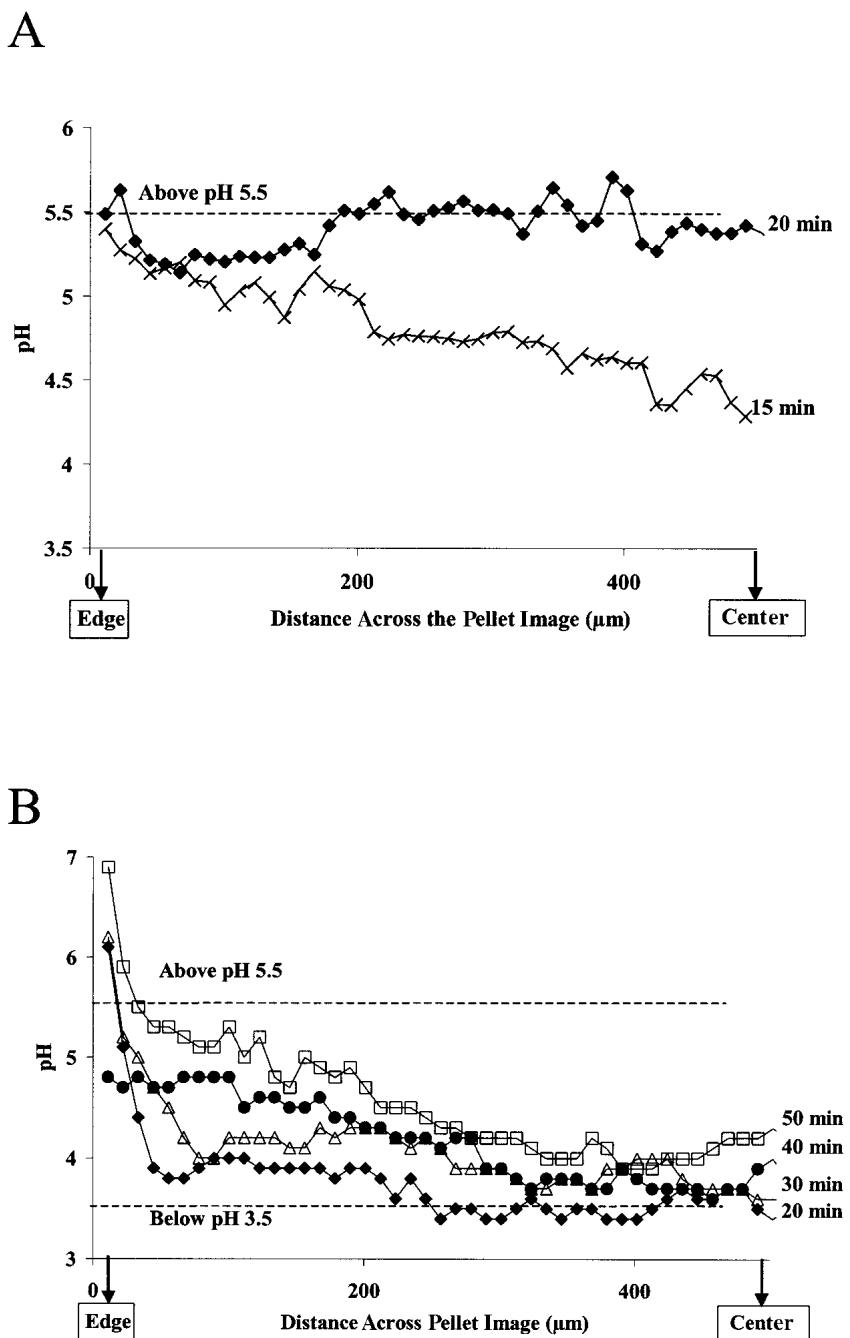 A
6
5.5
5
4.5
4
3.5
pH
Above pH 5.5
20 min
15 min
0
200
400
Edge
Distance Across the Pellet Image (µm)
Center
B
7
6
5
4
3
pH
Above pH 5.5
Below pH 3.5
50 min
40 min
30 min
20 min
0
200
400
Edge
Distance Across Pellet Image (µm)
Center